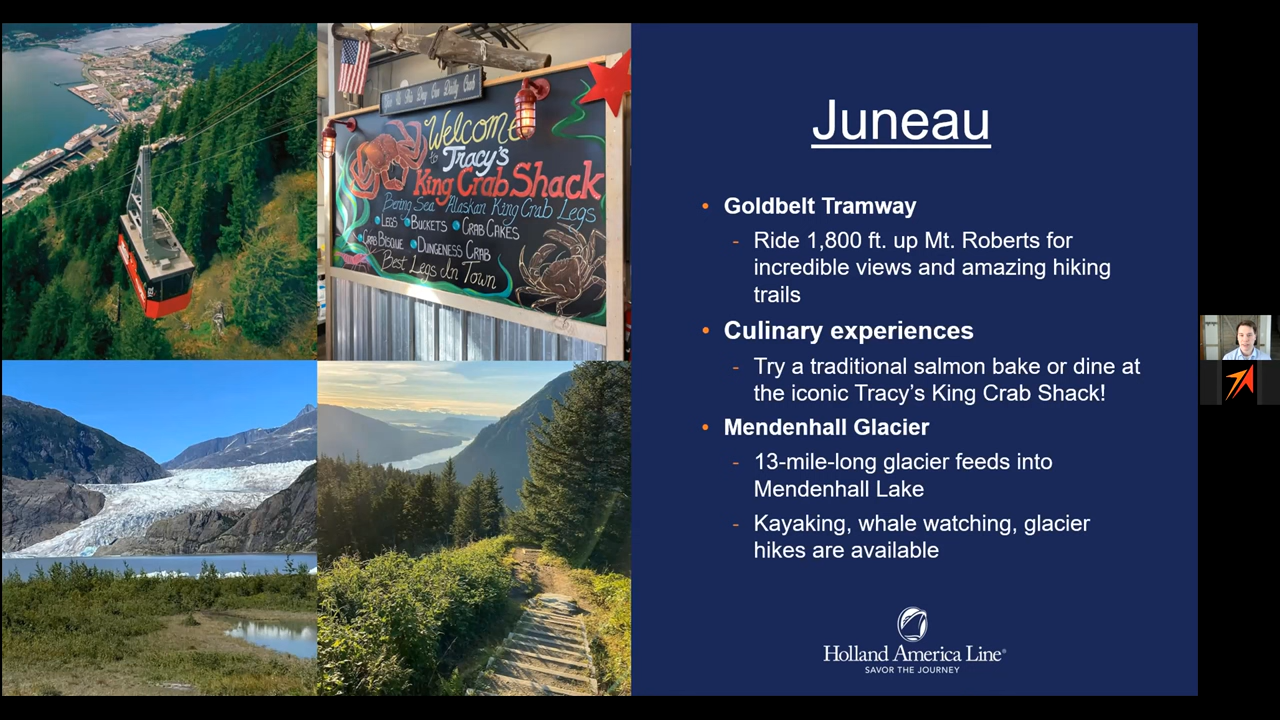 Welcome
to Tracy's
King Crab Shack
Bering Sea Alaskan King Crab Legs
Legs Buckets Crab Cakes
Crab Bisque Dungeness Crab
Best Legs In Town
Juneau
• Goldbelt Tramway
- Ride 1,800 ft. up Mt. Roberts for
incredible views and amazing hiking
trails
• Culinary experiences
- Try a traditional salmon bake or dine at
the iconic Tracy's King Crab Shack!
• Mendenhall Glacier
- 13-mile-long glacier feeds into
Mendenhall Lake
- Kayaking, whale watching, glacier
hikes are available
Holland America Line®
SAVOR THE JOURNEY